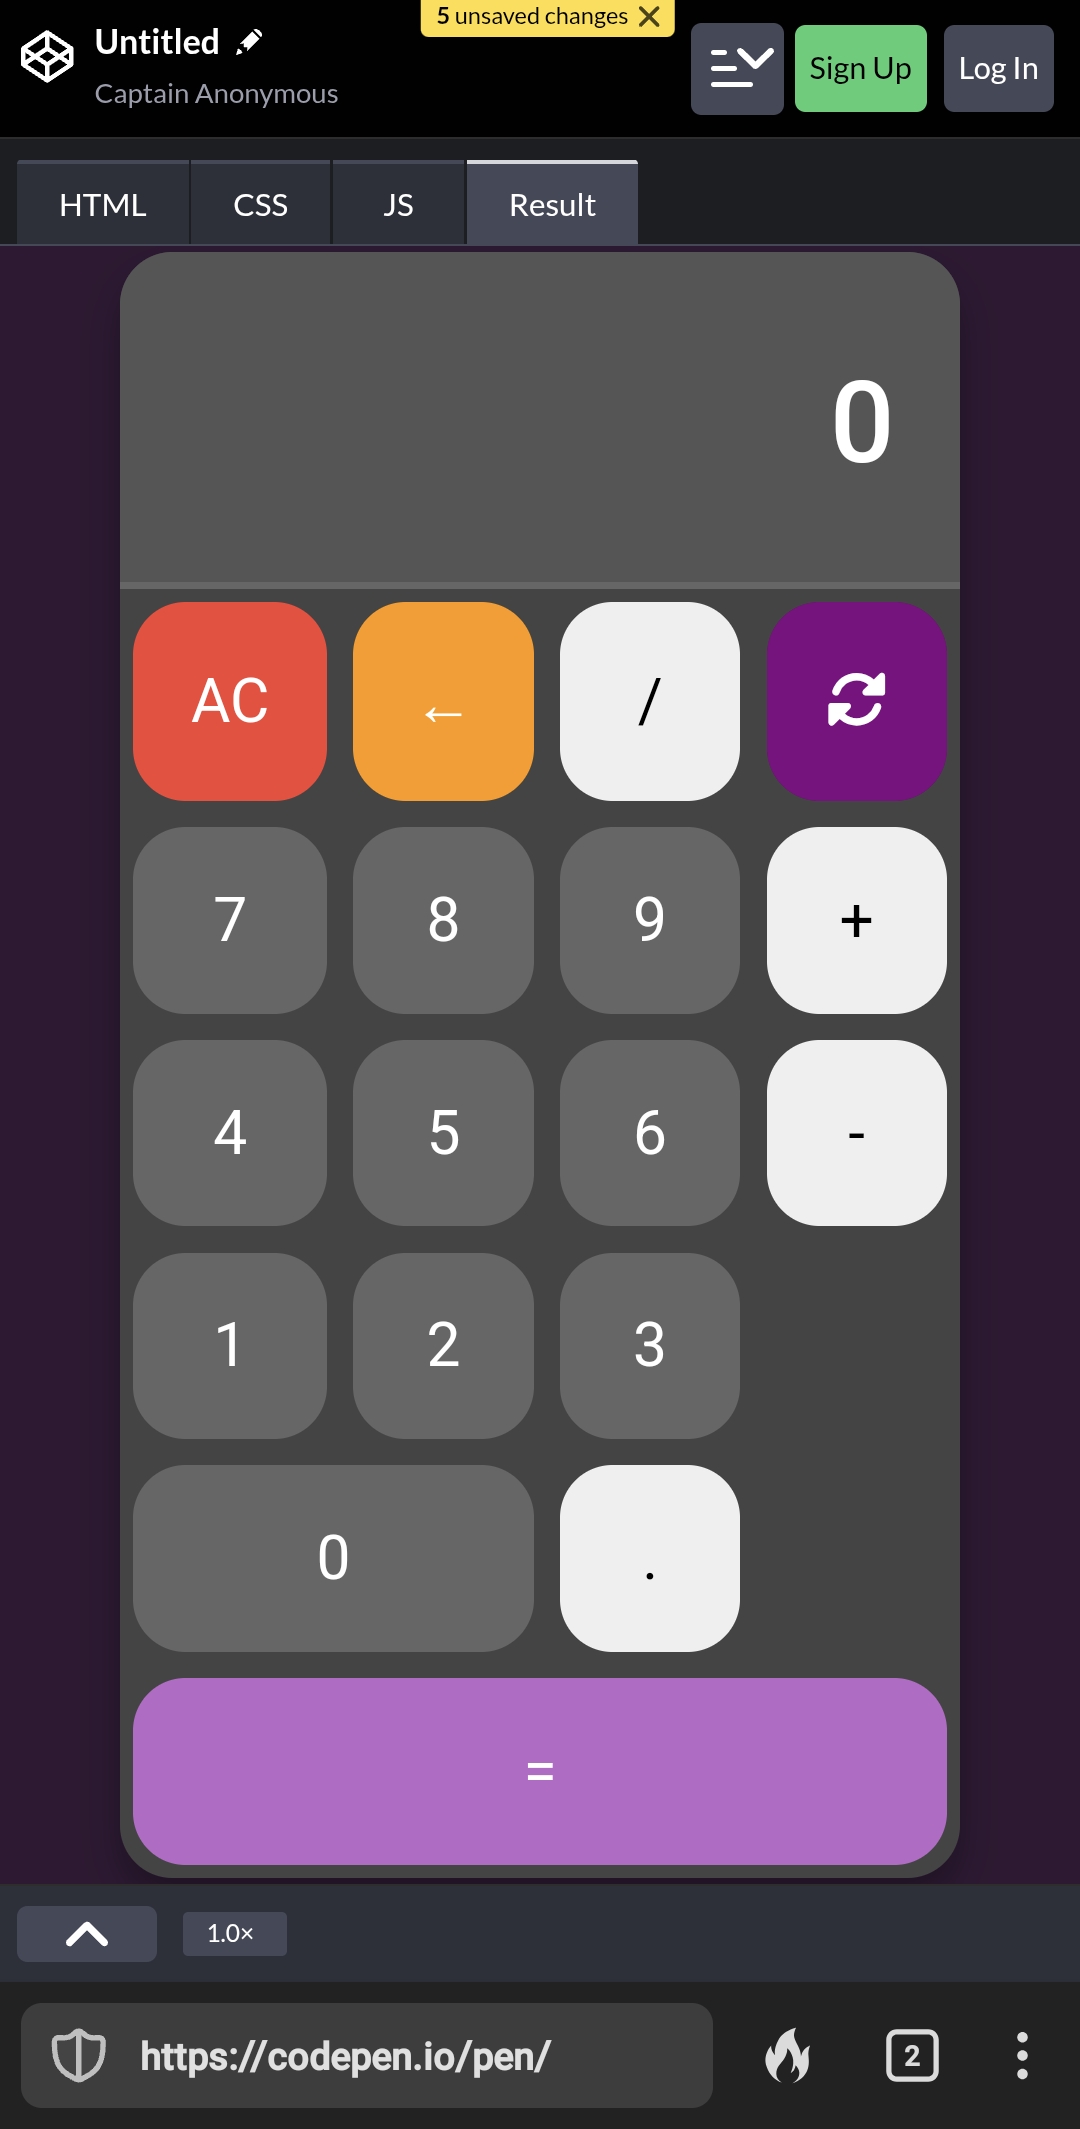 5 unsaved changes
Untitled
Captain Anonymous
Sign Up
Log In
HTML CSS JS Result
0
AC ← /
7 8 9 +
4 5 6 -
1 2 3
0 .
=
1.0×
https://codepen.io/pen/
2